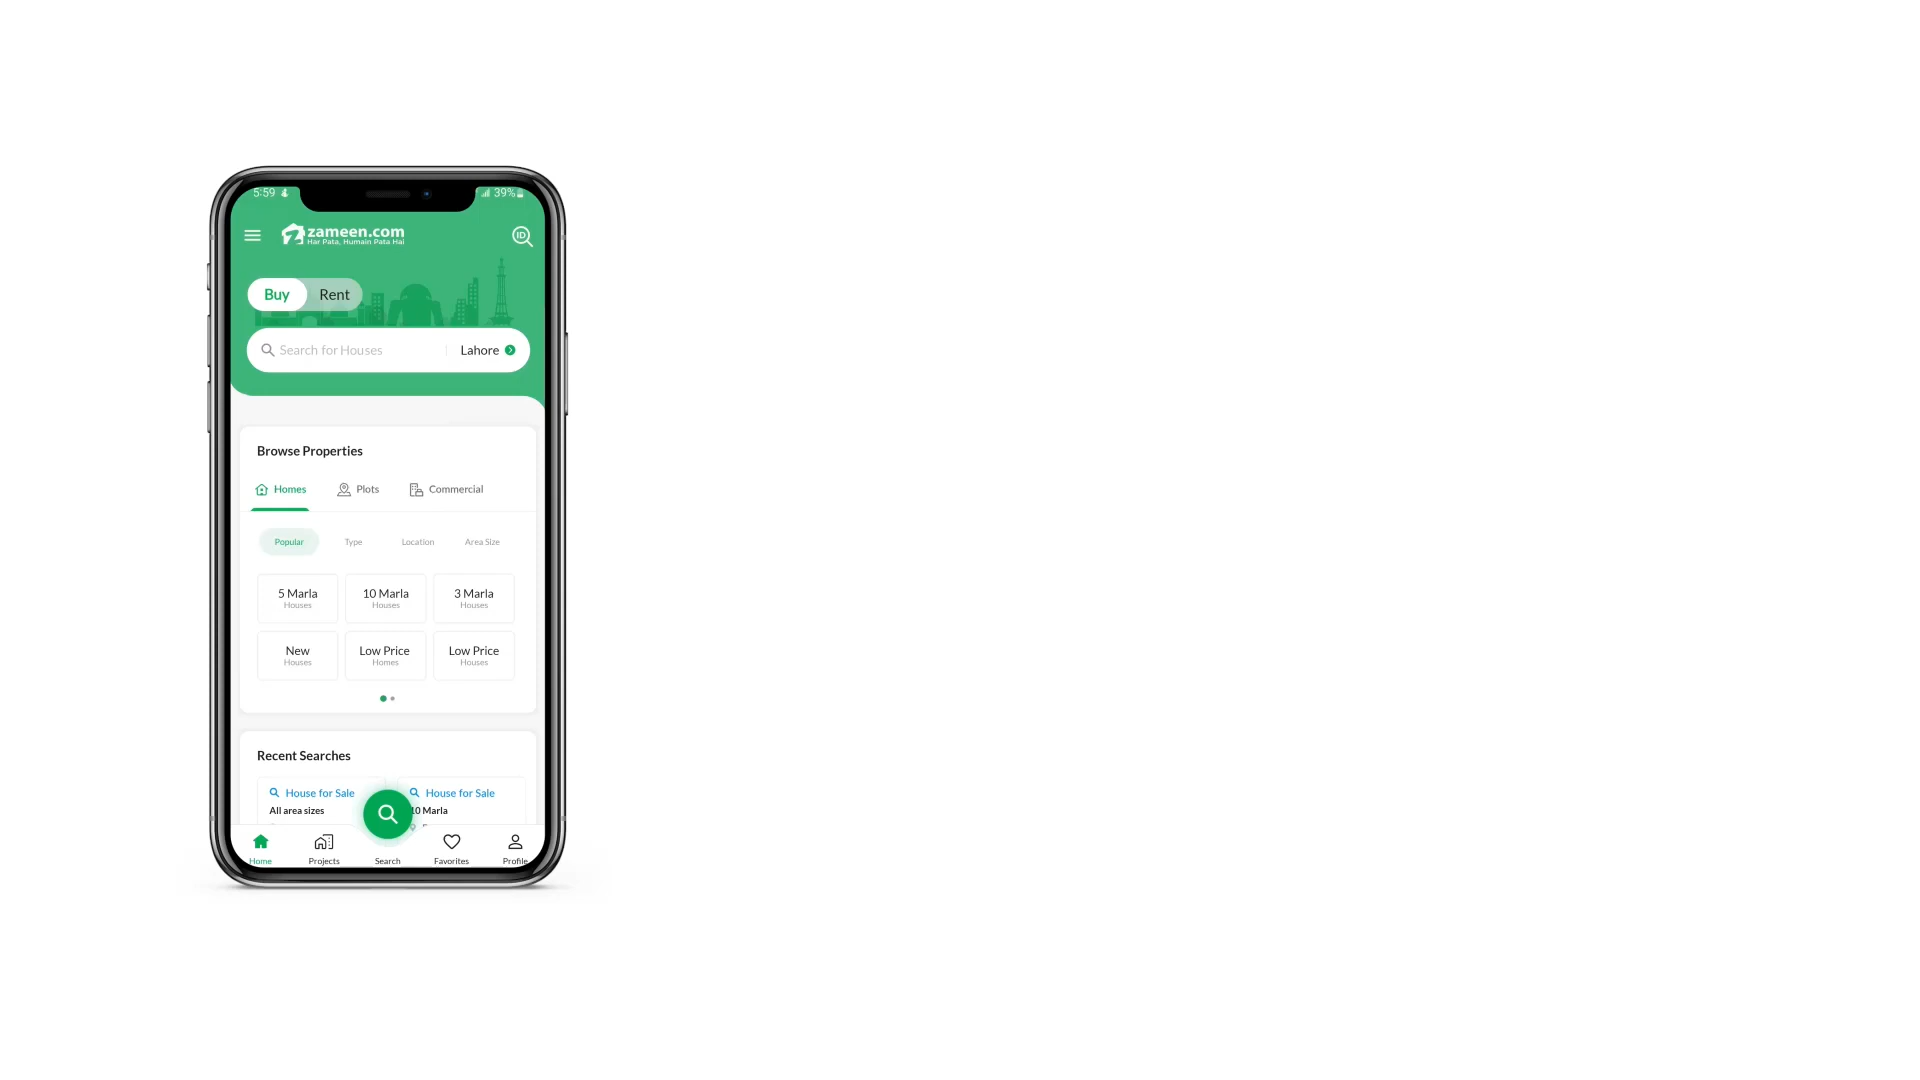 5:59 39%
zameen.com
Har Pata, Humain Pata Hai
ID
Buy Rent
Search for Houses Lahore
Browse Properties
Homes Plots Commercial
Popular Type Location Area Size
5 Marla 10 Marla 3 Marla
Houses Houses Houses
New Low Price Low Price
Houses Homes Houses
Recent Searches
House for Sale House for Sale
All area sizes 10 Marla
Home Projects Search Favorites Profile